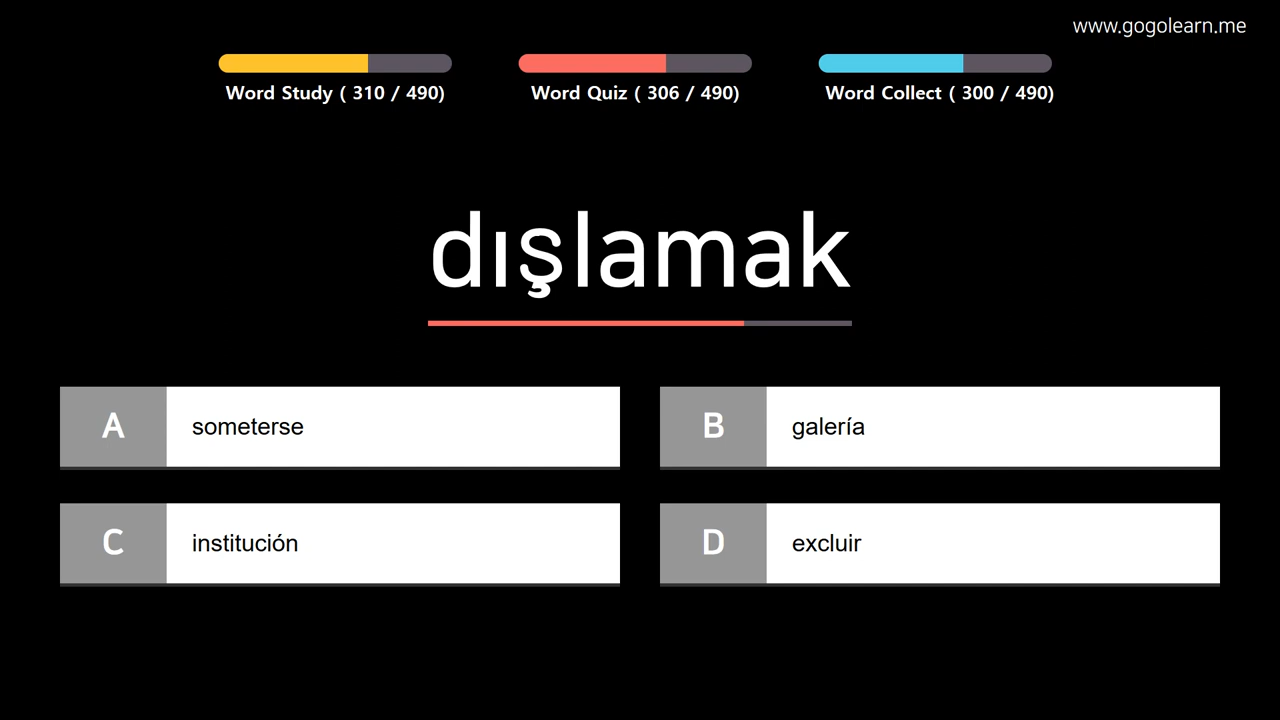 www.gogolearn.me
Word Study ( 310 / 490)
Word Quiz ( 306 / 490)
Word Collect ( 300 / 490)
dışlamak
A someterse
B galería
C institución
D excluir